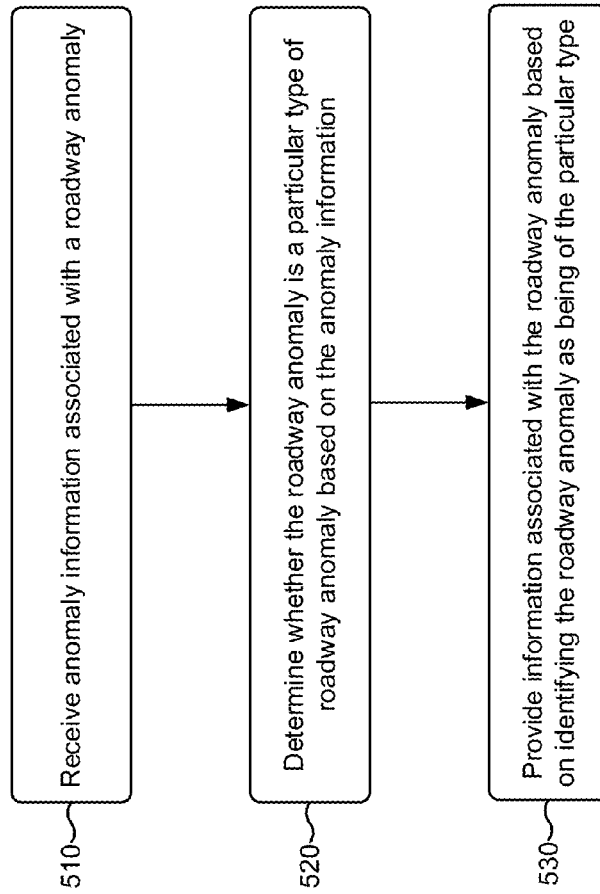 510
Receive anomaly information associated with a roadway anomaly
520
Determine whether the roadway anomaly is a particular type of
roadway anomaly based on the anomaly information
530
Provide information associated with the roadway anomaly based
on identifying the roadway anomaly as being of the particular type